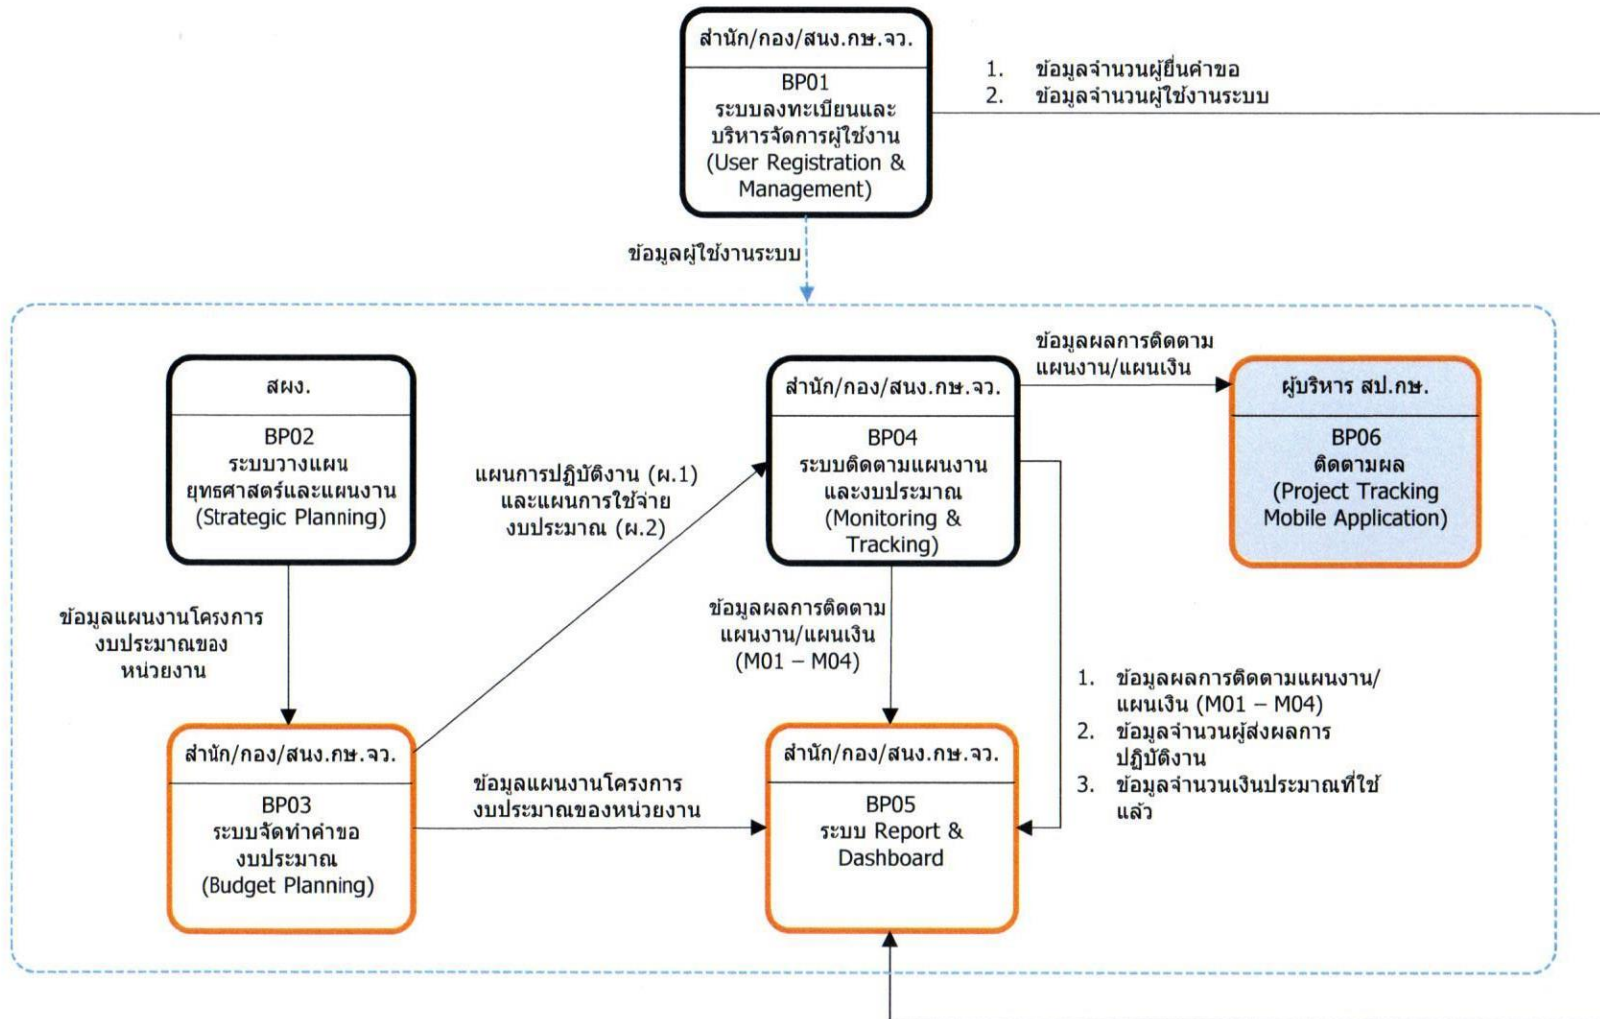 สำนัก/กอง/สนง.กษ.จว.
BP01
ระบบลงทะเบียนและ
บริหารจัดการผู้ใช้งาน
(User Registration &
Management)
1. ข้อมูลจำนวนผู้ยื่นคำขอ
2. ข้อมูลจำนวนผู้ใช้งานระบบ
ข้อมูลผู้ใช้งานระบบ
สผง.
BP02
ระบบวางแผน
ยุทธศาสตร์และแผนงาน
(Strategic Planning)
แผนการปฏิบัติงาน (ผ.1)
และแผนการใช้จ่าย
งบประมาณ (ผ.2)
สำนัก/กอง/สนง.กษ.จว.
BP04
ระบบติดตามแผนงาน
และงบประมาณ
(Monitoring &
Tracking)
ข้อมูลผลการติดตาม
แผนงาน/แผนเงิน
ผู้บริหาร สป.กษ.
BP06
ติดตามผล
(Project Tracking
Mobile Application)
ข้อมูลแผนงานโครงการ
งบประมาณของ
หน่วยงาน
ข้อมูลผลการติดตาม
แผนงาน/แผนเงิน
(M01 – M04)
1. ข้อมูลผลการติดตามแผนงาน/
แผนเงิน (M01 – M04)
2. ข้อมูลจำนวนผู้ส่งผลการ
ปฏิบัติงาน
3. ข้อมูลจำนวนเงินประมาณที่ใช้
แล้ว
สำนัก/กอง/สนง.กษ.จว.
BP03
ระบบจัดทำคำขอ
งบประมาณ
(Budget Planning)
ข้อมูลแผนงานโครงการ
งบประมาณของหน่วยงาน
สำนัก/กอง/สนง.กษ.จว.
BP05
ระบบ Report &
Dashboard